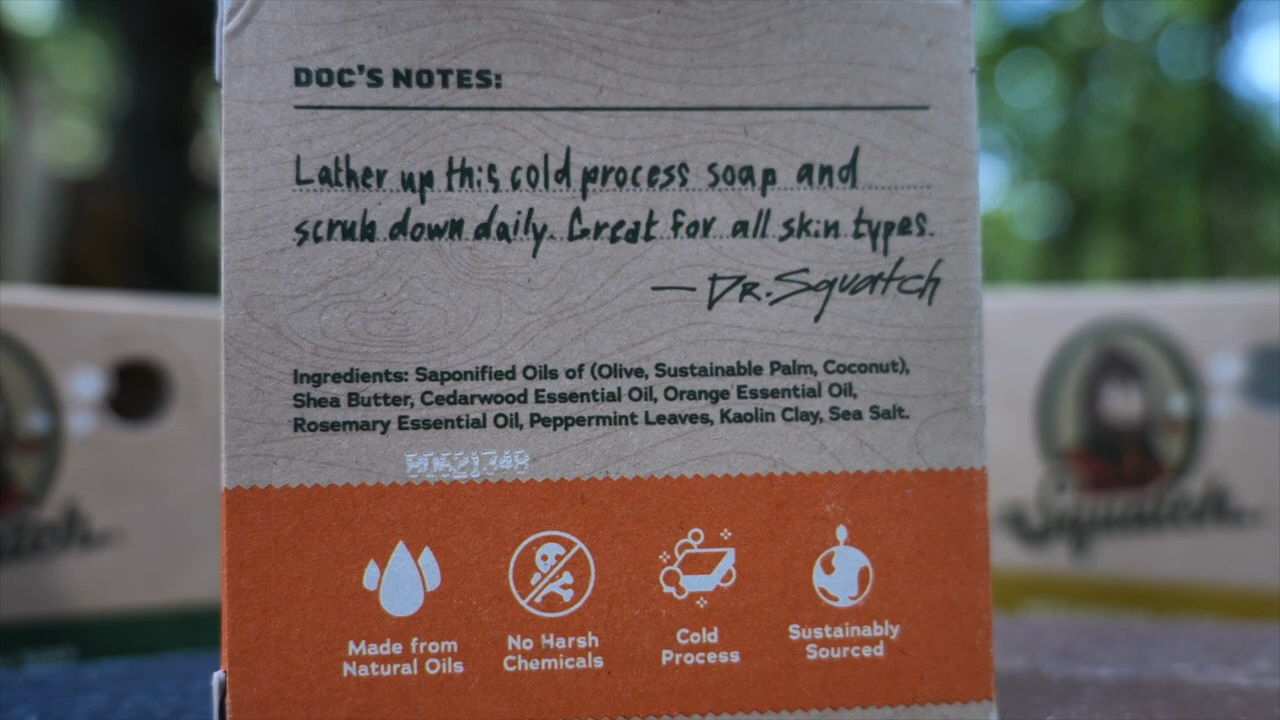 DOC'S NOTES:
Lather up this cold process soap and
scrub down daily. Great for all skin types.
— Dr. Squatch
Ingredients: Saponified Oils of (Olive, Sustainable Palm, Coconut),
Shea Butter, Cedarwood Essential Oil, Orange Essential Oil,
Rosemary Essential Oil, Peppermint Leaves, Kaolin Clay, Sea Salt.
Made from
Natural Oils
No Harsh
Chemicals
Cold
Process
Sustainably
Sourced
Squatch